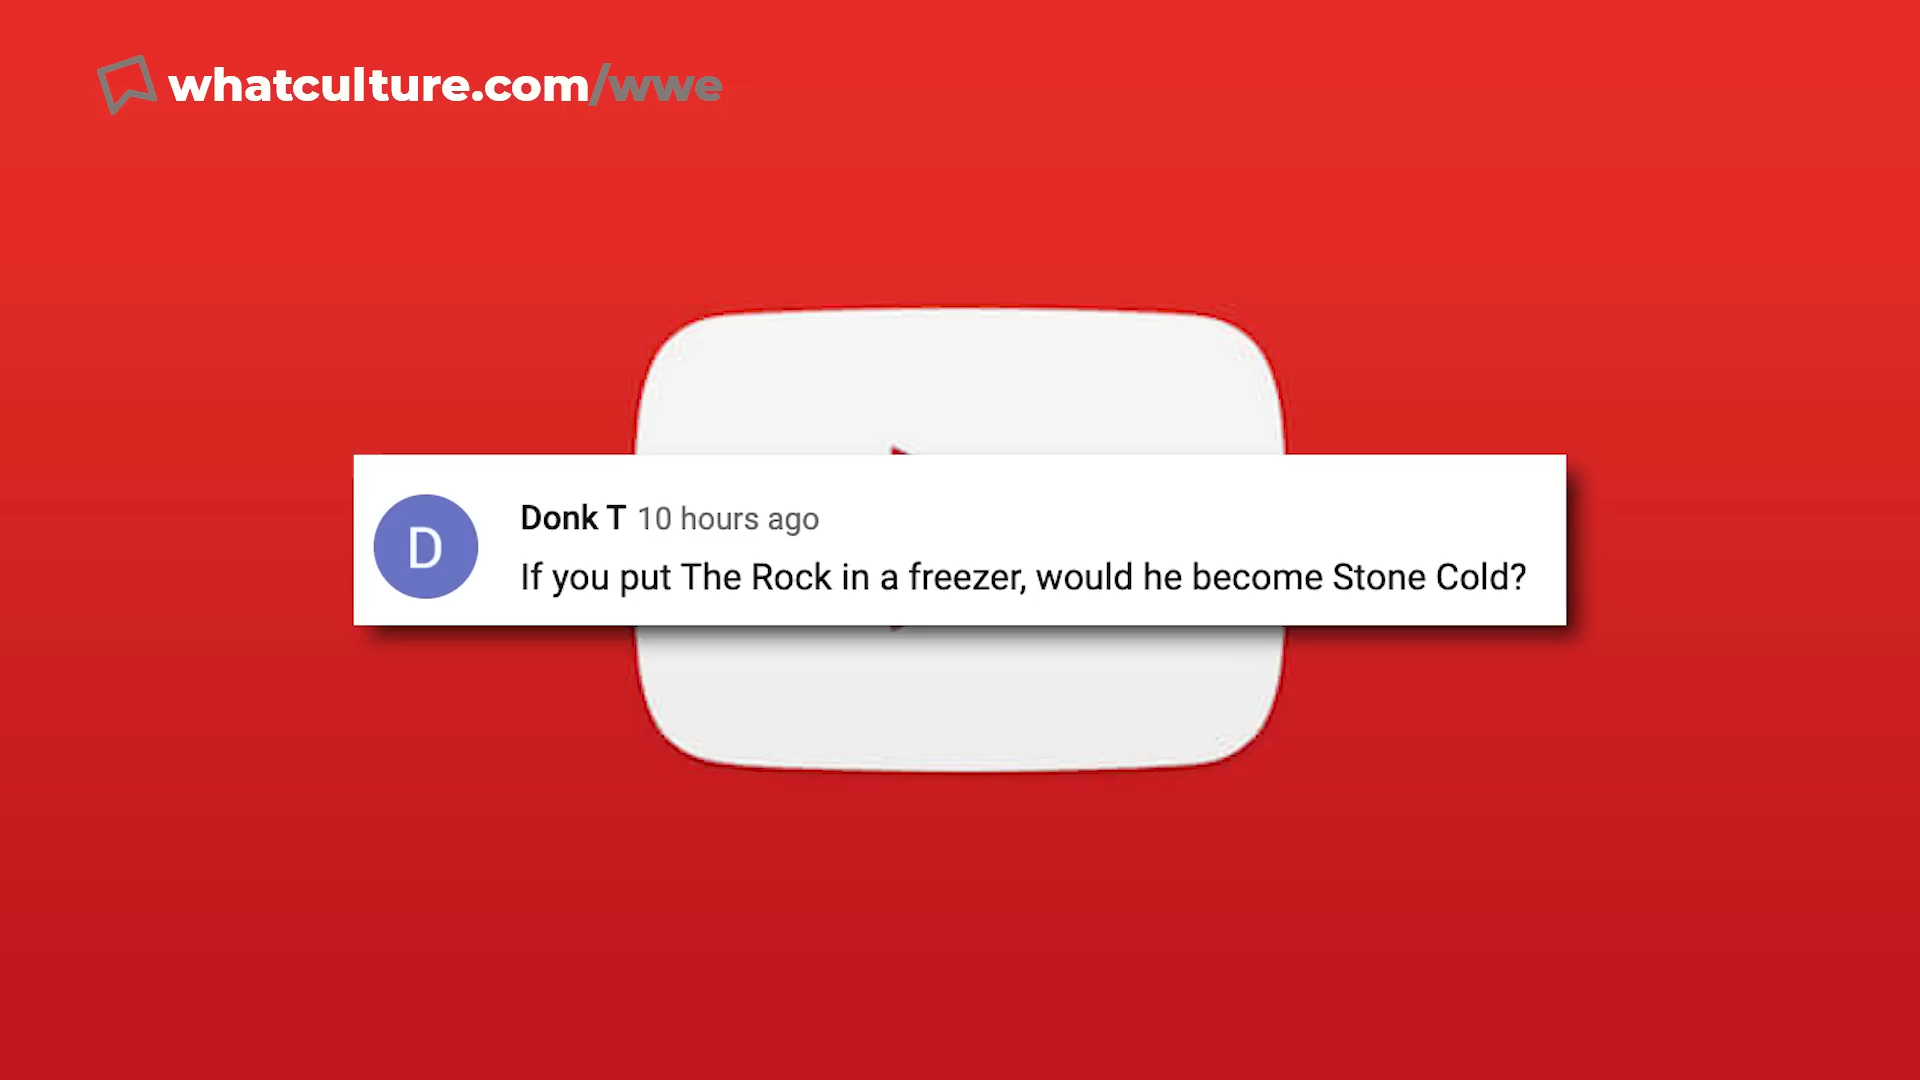 whatculture.com/wwe
D
Donk T 10 hours ago
If you put The Rock in a freezer, would he become Stone Cold?